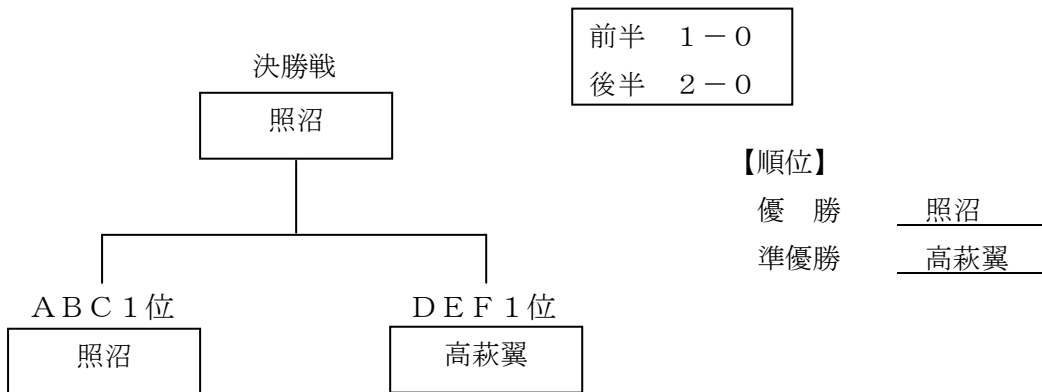 前半　１－０
後半　２－０
決勝戦
照沼
【順位】
優　勝　照沼
準優勝　高萩翼
ＡＢＣ１位
ＤＥＦ１位
照沼
高萩翼